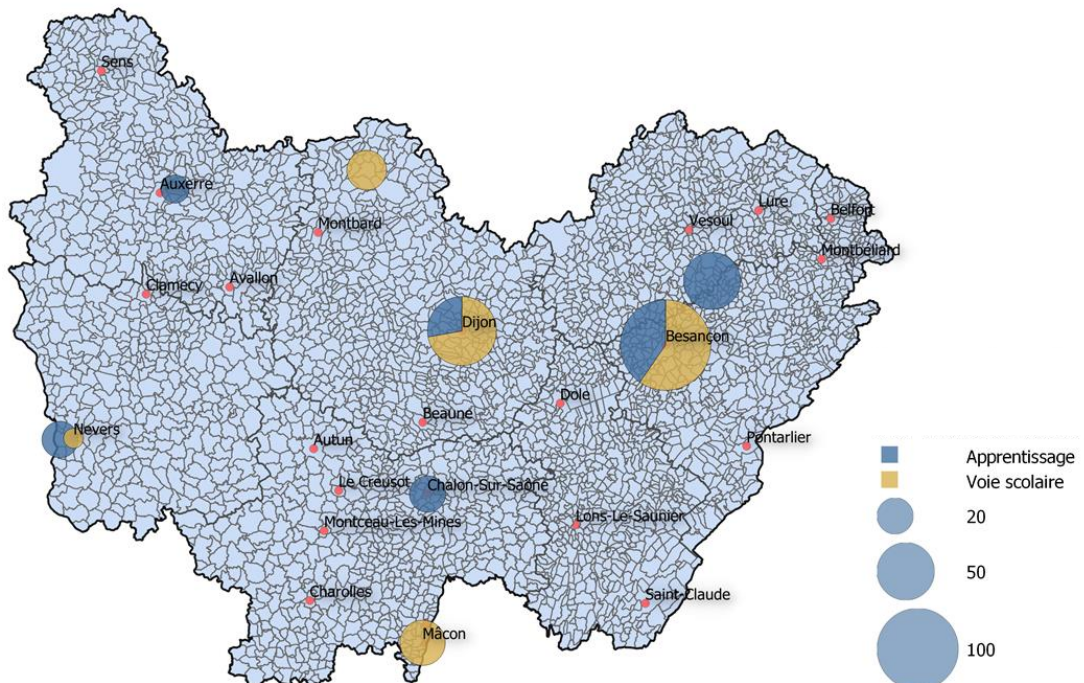 Sens
Auxerre
Montbard
Lure
Belfort
Vesoul
Montbéliard
Clamecy
Avallon
Dijon
Besançon
Dole
Beaune
Nevers
Autun
Pontarlier
Le Creusot
Chalon-Sur-Saône
Montceau-Les-Mines
Lons-Le-Saunier
Charolles
Saint-Claude
Mâcon
Apprentissage
Voie scolaire
20
50
100